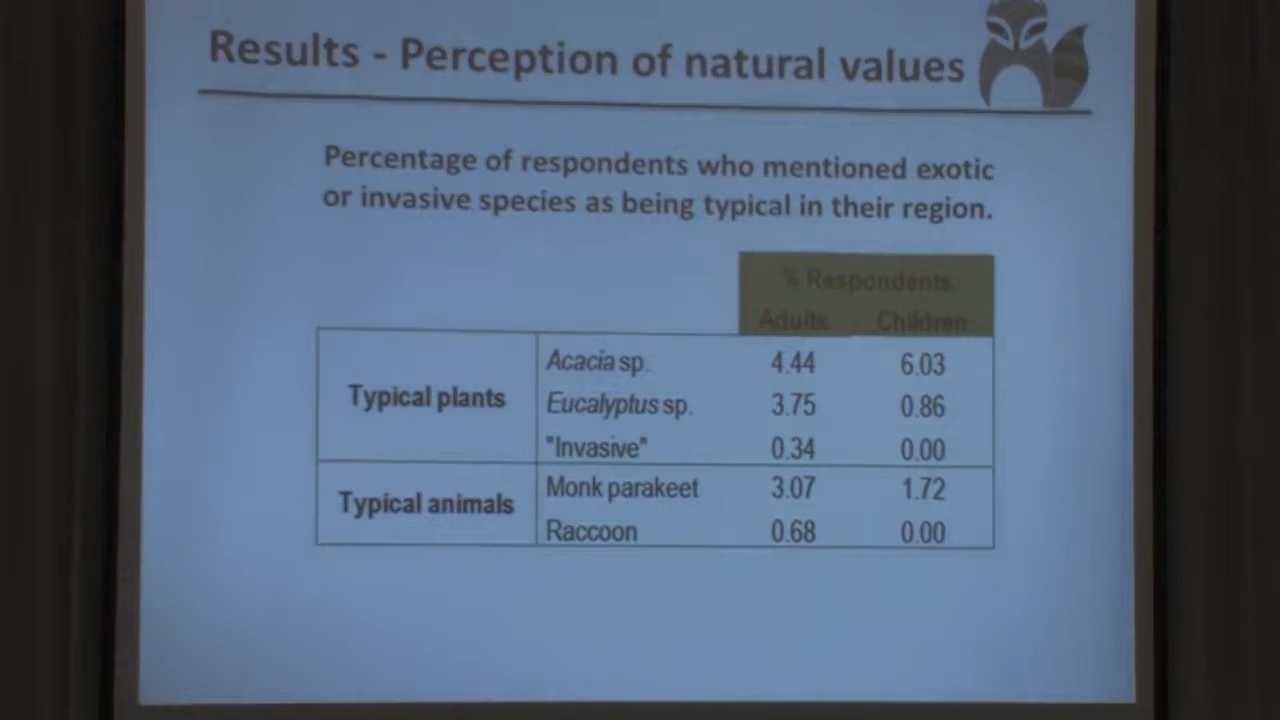 Results - Perception of natural values
Percentage of respondents who mentioned exotic
or invasive species as being typical in their region.
% Respondents
Adults Children
Typical plants
Acacia sp. 4.44 6.03
Eucalyptus sp. 3.75 0.86
"Invasive" 0.34 0.00
Typical animals
Monk parakeet 3.07 1.72
Raccoon 0.68 0.00